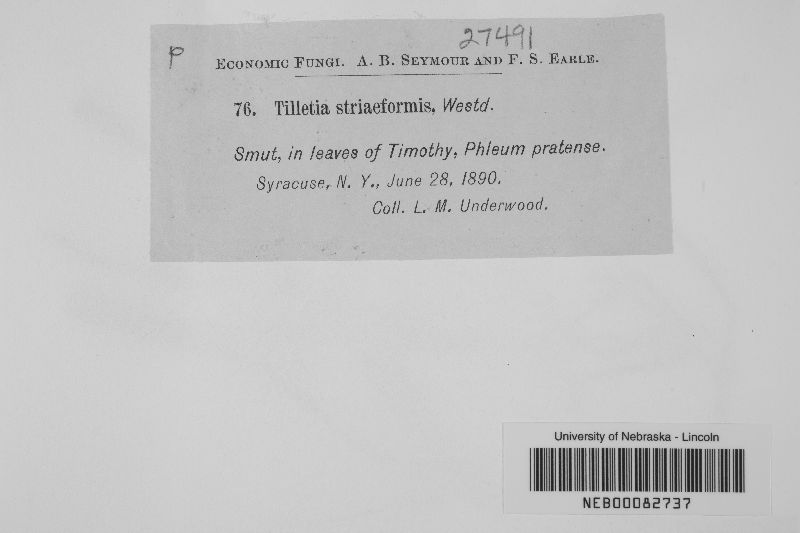 27491
P
ECONOMIC FUNGI. A. B. SEYMOUR AND F. S. EARLE.
76. Tilletia striaeformis, Westd.
Smut, in leaves of Timothy, Phleum pratense.
Syracuse, N. Y., June 28, 1890.
Coll. L. M. Underwood.
University of Nebraska - Lincoln
NEB00082737